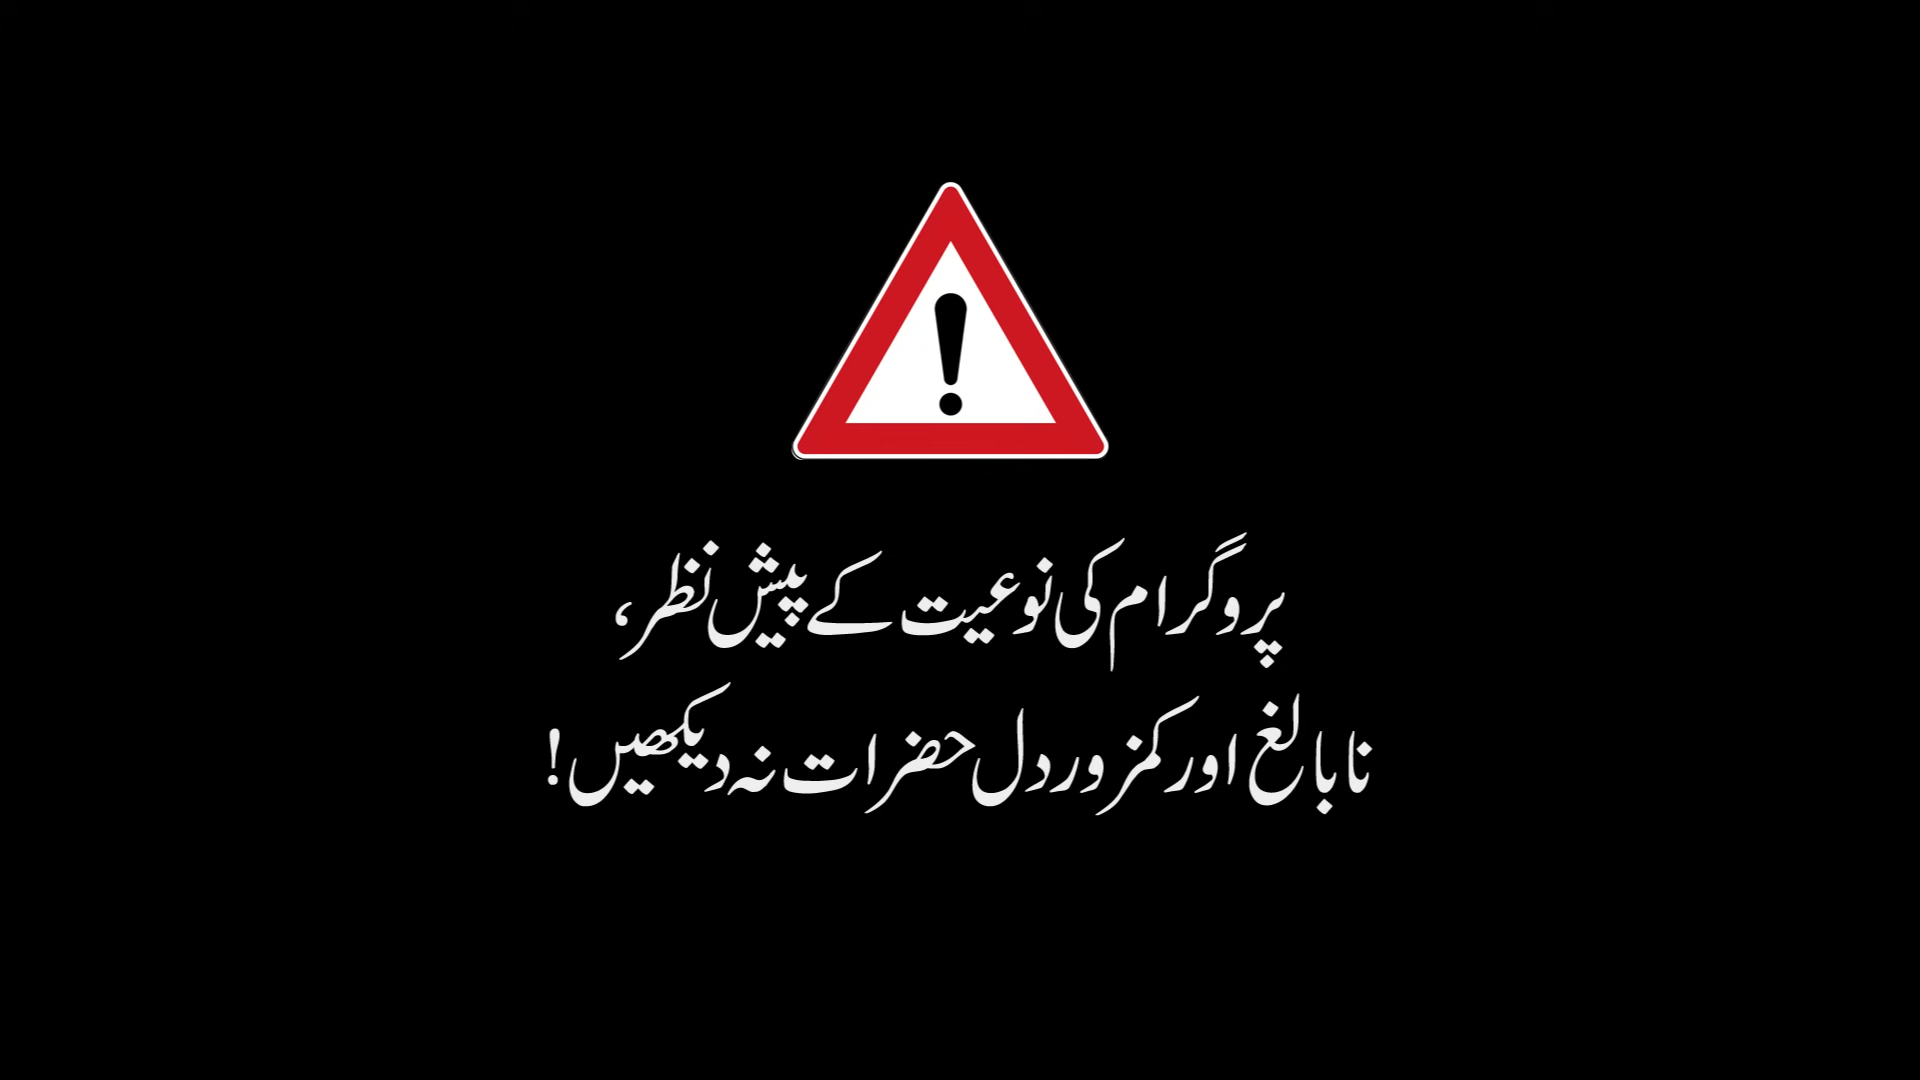 پروگرام کی نوعیت کے پیش نظر،
نابالغ اور کمزور دل حضرات نہ دیکھیں!